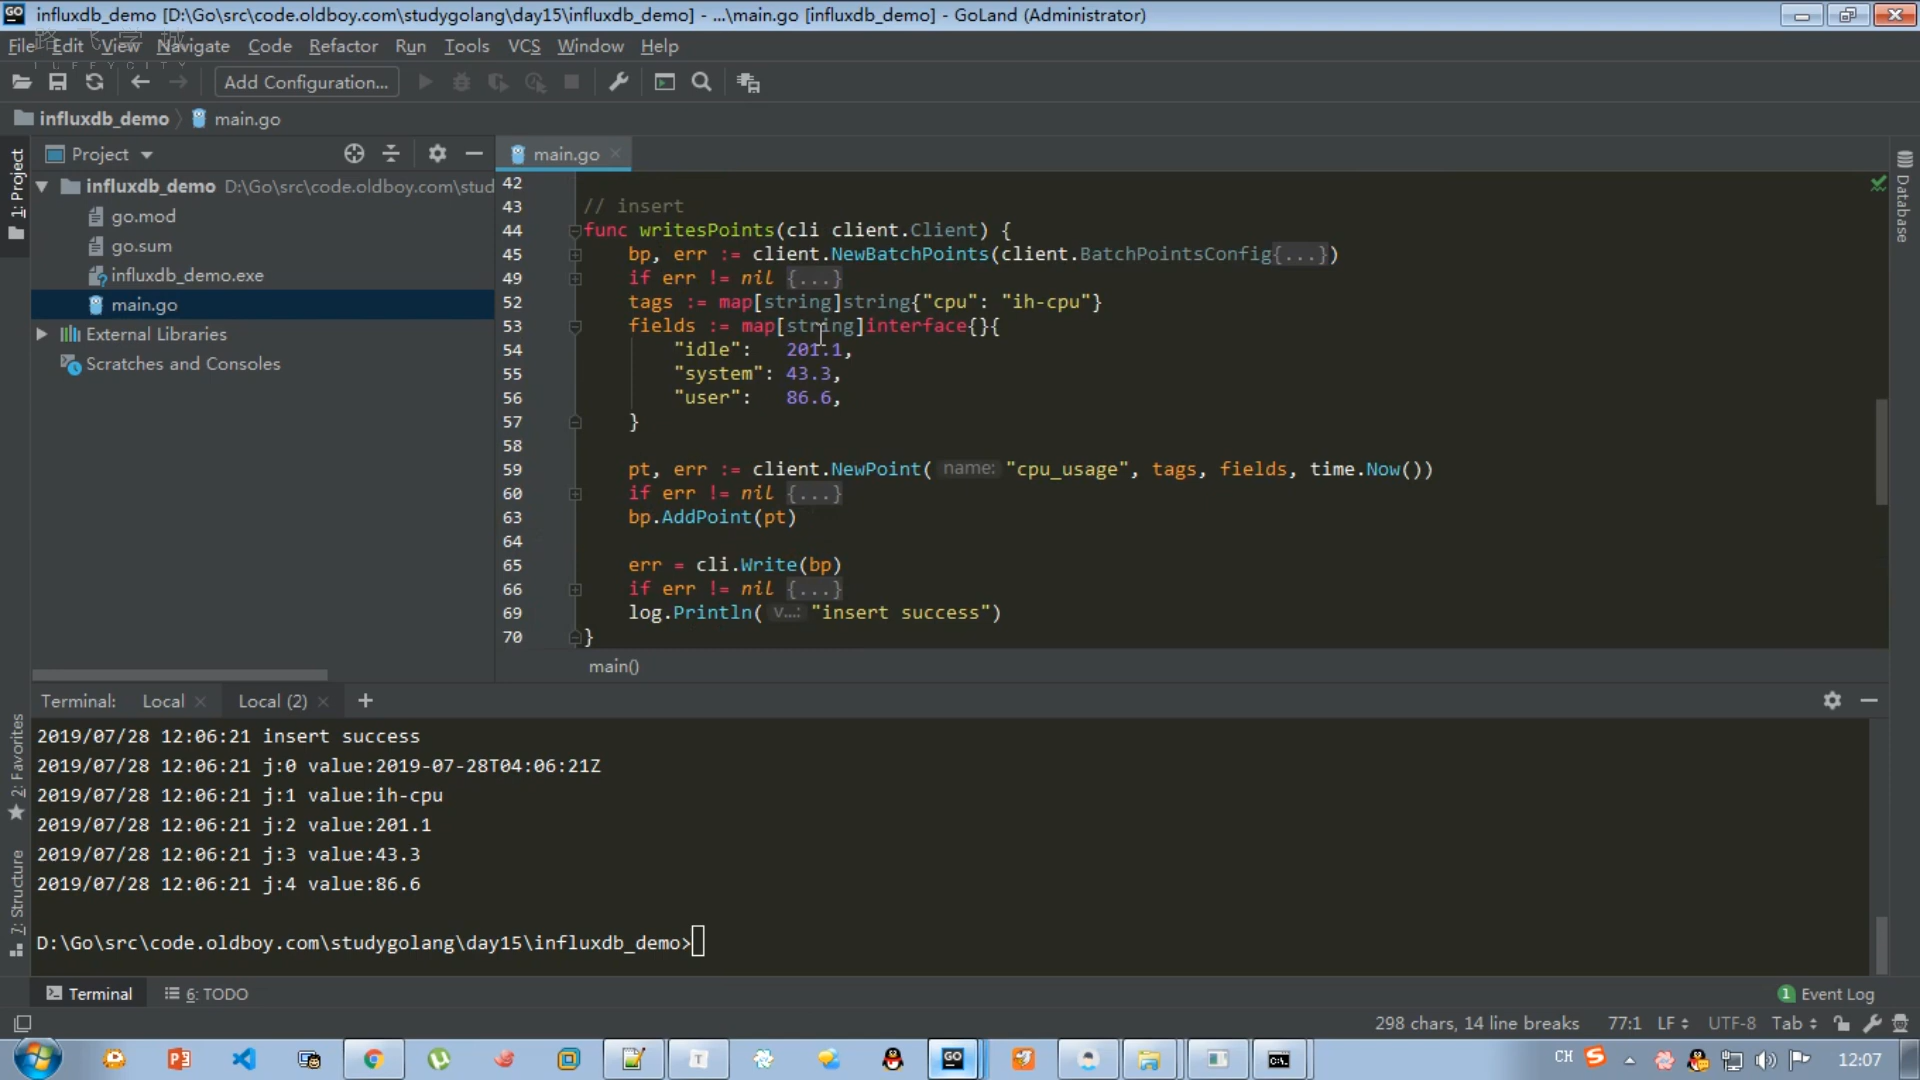 influxdb_demo [D:\Go\src\code.oldboy.com\studygolang\day15\influxdb_demo] - ...\main.go [influxdb_demo] - GoLand (Administrator)
File Edit View Navigate Code Refactor Run Tools VCS Window Help
LUFFYCITY
Add Configuration...
influxdb_demo main.go
1: Project
Project
main.go
influxdb_demo D:\Go\src\code.oldboy.com\stud
go.mod
go.sum
influxdb_demo.exe
main.go
External Libraries
Scratches and Consoles
42
43 // insert
44 func writesPoints(cli client.Client) {
45 bp, err := client.NewBatchPoints(client.BatchPointsConfig{...})
49 if err != nil {...}
52 tags := map[string]string{"cpu": "ih-cpu"}
53 fields := map[string]interface{}{
54 "idle": 201.1,
55 "system": 43.3,
56 "user": 86.6,
57 }
58
59 pt, err := client.NewPoint( name: "cpu_usage", tags, fields, time.Now())
60 if err != nil {...}
63 bp.AddPoint(pt)
64
65 err = cli.Write(bp)
66 if err != nil {...}
69 log.Println( v...: "insert success")
70 }
main()
Database
Terminal: Local Local (2) +
2019/07/28 12:06:21 insert success
2019/07/28 12:06:21 j:0 value:2019-07-28T04:06:21Z
2019/07/28 12:06:21 j:1 value:ih-cpu
2019/07/28 12:06:21 j:2 value:201.1
2019/07/28 12:06:21 j:3 value:43.3
2019/07/28 12:06:21 j:4 value:86.6
D:\Go\src\code.oldboy.com\studygolang\day15\influxdb_demo>
2: Favorites
7: Structure
Terminal 6: TODO
1 Event Log
298 chars, 14 line breaks 77:1 LF UTF-8 Tab
CH 12:07